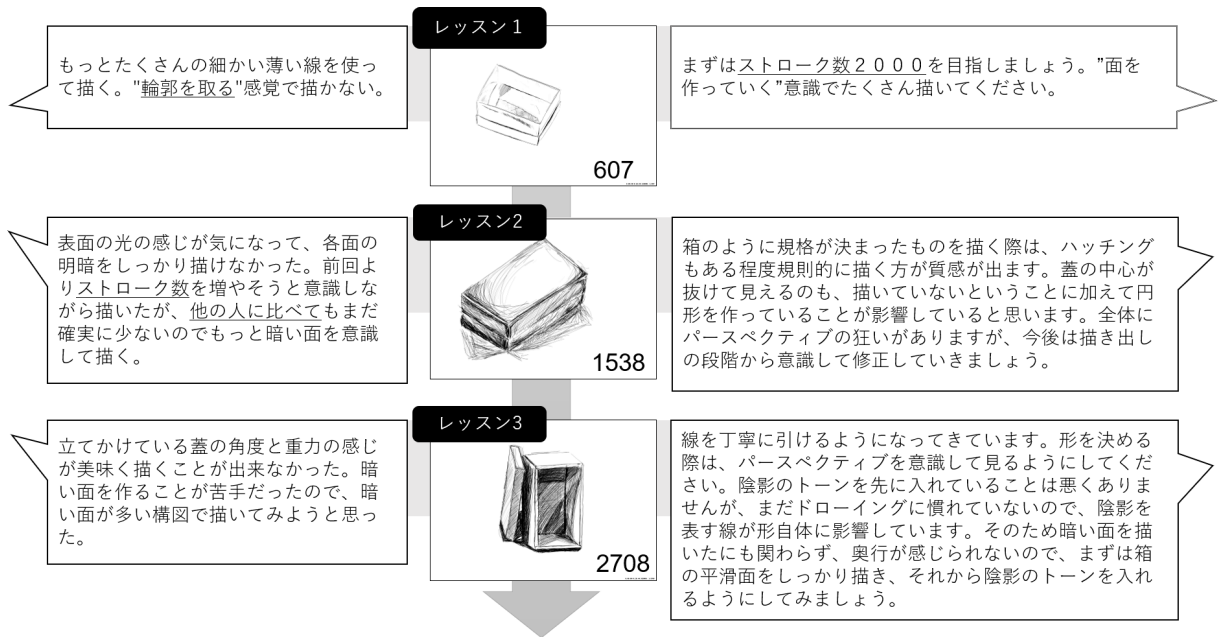 レッスン1
もっとたくさんの細かい薄い線を使っ
て描く。"輪郭を取る"感覚で描かない。
607
まずはストローク数２０００を目指しましょう。”面を
作っていく”意識でたくさん描いてください。
レッスン2
表面の光の感じが気になって、各面の
明暗をしっかり描けなかった。前回よ
りストローク数を増やそうと意識しな
がら描いたが、他の人に比べてもまだ
確実に少ないのでもっと暗い面を意識
して描く。
1538
箱のように規格が決まったものを描く際は、ハッチング
もある程度規則的に描く方が質感が出ます。蓋の中心が
抜けて見えるのも、描いていないということに加えて円
形を作っていることが影響していると思います。全体に
パースペクティブの狂いがありますが、今後は描き出し
の段階から意識して修正していきましょう。
レッスン3
立てかけている蓋の角度と重力の感じ
が美味く描くことが出来なかった。暗
い面を作ることが苦手だったので、暗
い面が多い構図で描いてみようと思っ
た。
2708
線を丁寧に引けるようになってきています。形を決める
際は、パースペクティブを意識して見るようにしてくだ
さい。陰影のトーンを先に入れていることは悪くありま
せんが、まだドローイングに慣れていないので、陰影を
表す線が形自体に影響しています。そのため暗い面を描
いたにも関わらず、奥行が感じられないので、まずは箱
の平滑面をしっかり描き、それから陰影のトーンを入れ
るようにしてみましょう。